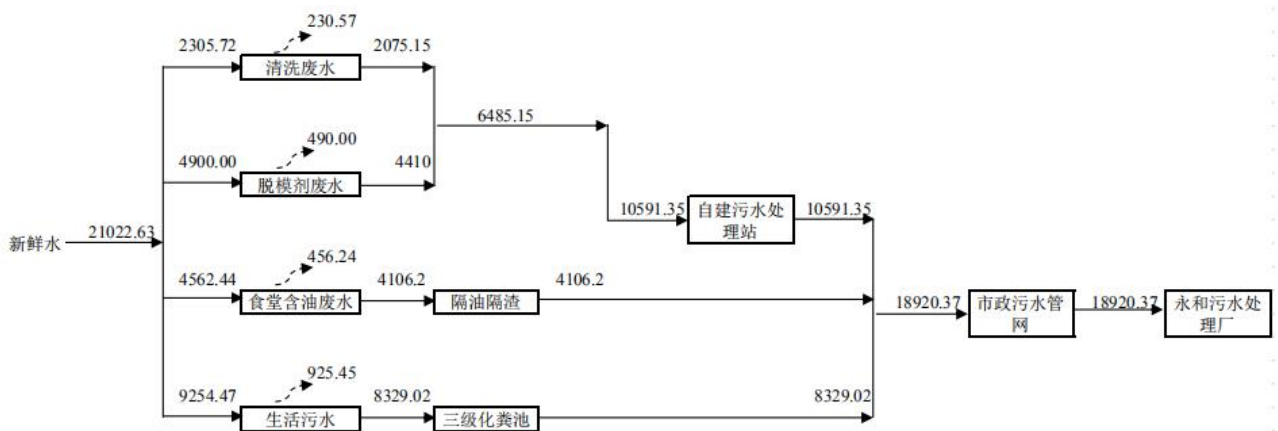 230.57
2305.72
2075.15
清洗废水
6485.15
490.00
4900.00
4410
脱模剂废水
10591.35
自建污水处
理站
10591.35
新鲜水
21022.63
456.24
4562.44
4106.2
4106.2
食堂含油废水
隔油隔渣
18920.37
市政污水管
网
18920.37
永和污水处
理厂
925.45
9254.47
8329.02
8329.02
生活污水
三级化粪池